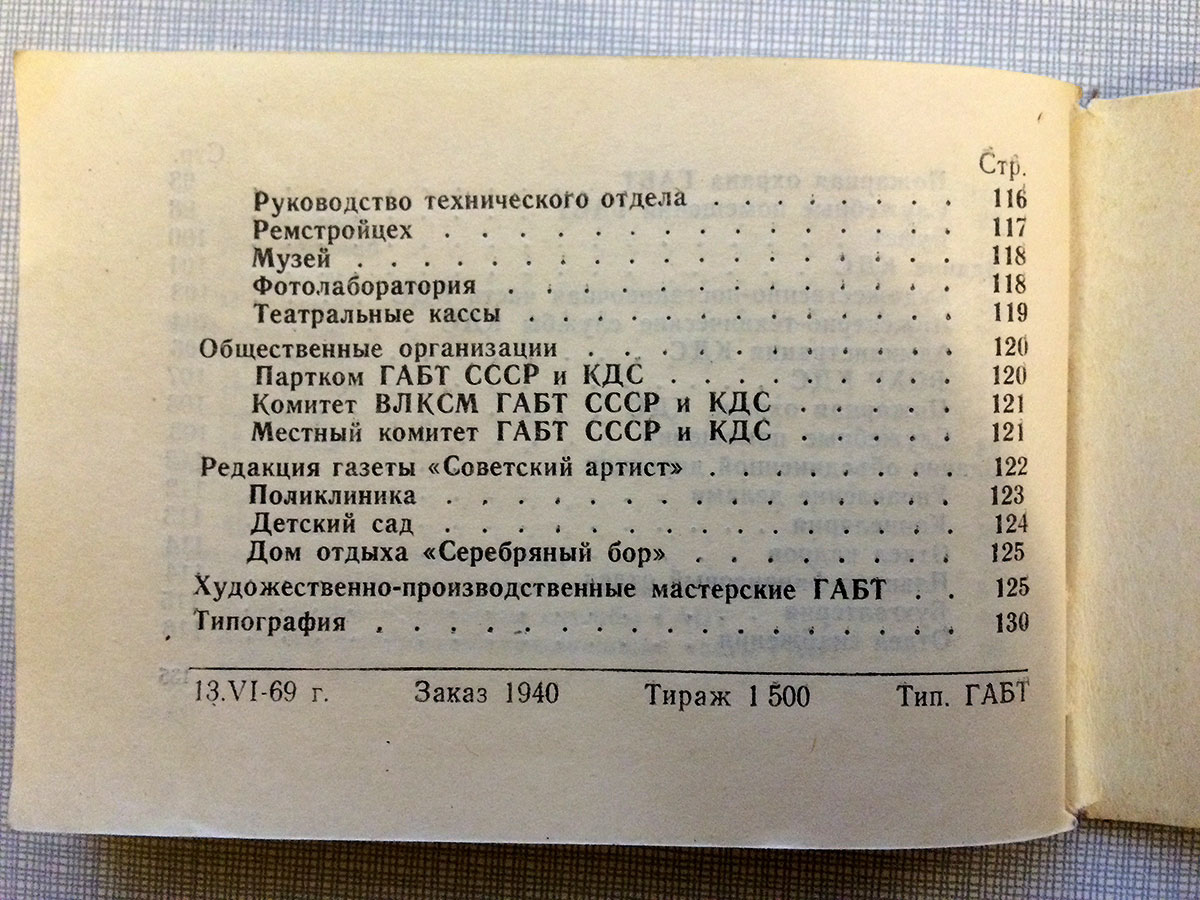 Стр.
Руководство технического отдела . . . . . . . . . 116
Ремстройцех . . . . . . . . . . . . . . . . 117
Музей . . . . . . . . . . . . . . . . . . 118
Фотолаборатория . . . . . . . . . . . . . . 118
Театральные кассы . . . . . . . . . . . . . 119
Общественные организации . . . . . . . . . . . 120
Партком ГАБТ СССР и КДС . . . . . . . . . . 120
Комитет ВЛКСМ ГАБТ СССР и КДС . . . . . . 121
Местный комитет ГАБТ СССР и КДС . . . . . . 121
Редакция газеты «Советский артист» . . . . . . . . . 122
Поликлиника . . . . . . . . . . . . . . . 123
Детский сад . . . . . . . . . . . . . . . 124
Дом отдыха «Серебряный бор» . . . . . . . . . 125
Художественно-производственные мастерские ГАБТ . . 125
Типография . . . . . . . . . . . . . . . . . 130
13.VI-69 г. Заказ 1940 Тираж 1 500 Тип. ГАБТ